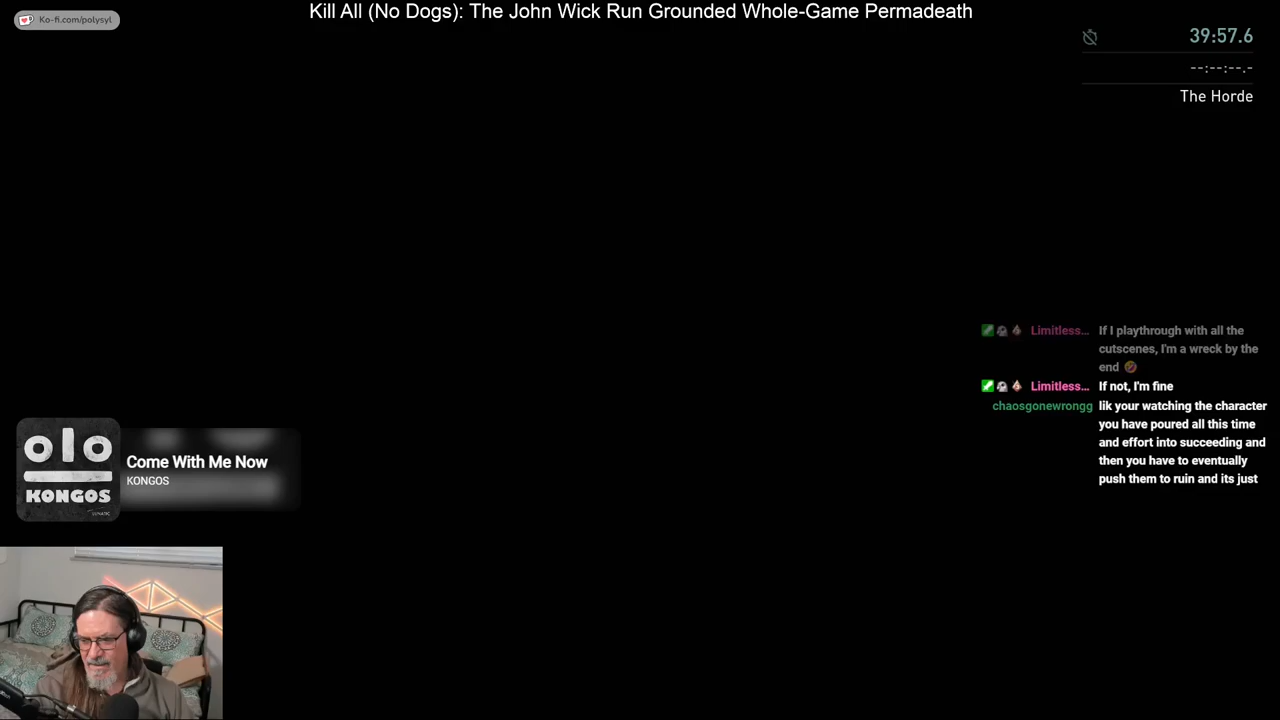 Ko-fi.com/polysyl
Kill All (No Dogs): The John Wick Run Grounded Whole-Game Permadeath
39:57.6
--:--:--.-
The Horde
Limitless... If I playthrough with all the
cutscenes, I'm a wreck by the
end
Limitless... If not, I'm fine
chaosgonewrongg lik your watching the character
you have poured all this time
and effort into succeeding and
then you have to eventually
push them to ruin and its just
olo
KONGOS
Come With Me Now
KONGOS